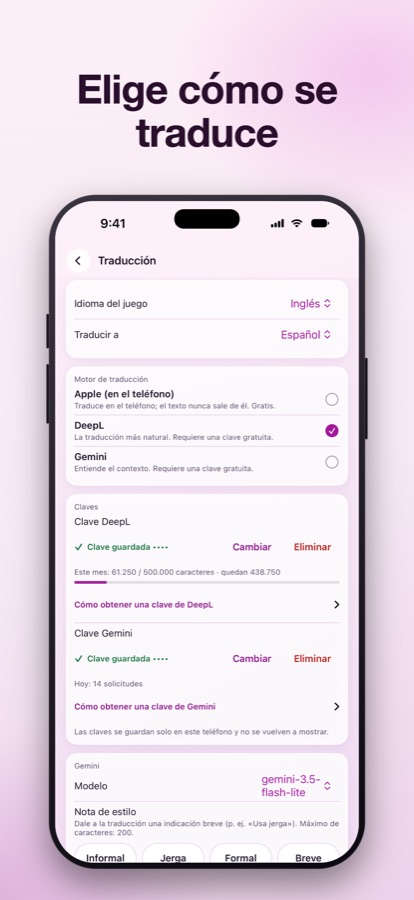 Elige cómo se
traduce
9:41
Traducción
Idioma del juego
Inglés
Traducir a
Español
Motor de traducción
Apple (en el teléfono)
Traduce en el teléfono; el texto nunca sale de él. Gratis.
DeepL
La traducción más natural. Requiere una clave gratuita.
Gemini
Entiende el contexto. Requiere una clave gratuita.
Claves
Clave DeepL
Clave guardada ••••
Cambiar
Eliminar
Este mes: 61.250 / 500.000 caracteres · quedan 438.750
Cómo obtener una clave de DeepL
Clave Gemini
Clave guardada ••••
Cambiar
Eliminar
Hoy: 14 solicitudes
Cómo obtener una clave de Gemini
Las claves se guardan solo en este teléfono y no se vuelven a mostrar.
Gemini
Modelo
gemini-3.5-
flash-lite
Nota de estilo
Dale a la traducción una indicación breve (p. ej. «Usa jerga»). Máximo de
caracteres: 200.
Informal
Jerga
Formal
Breve